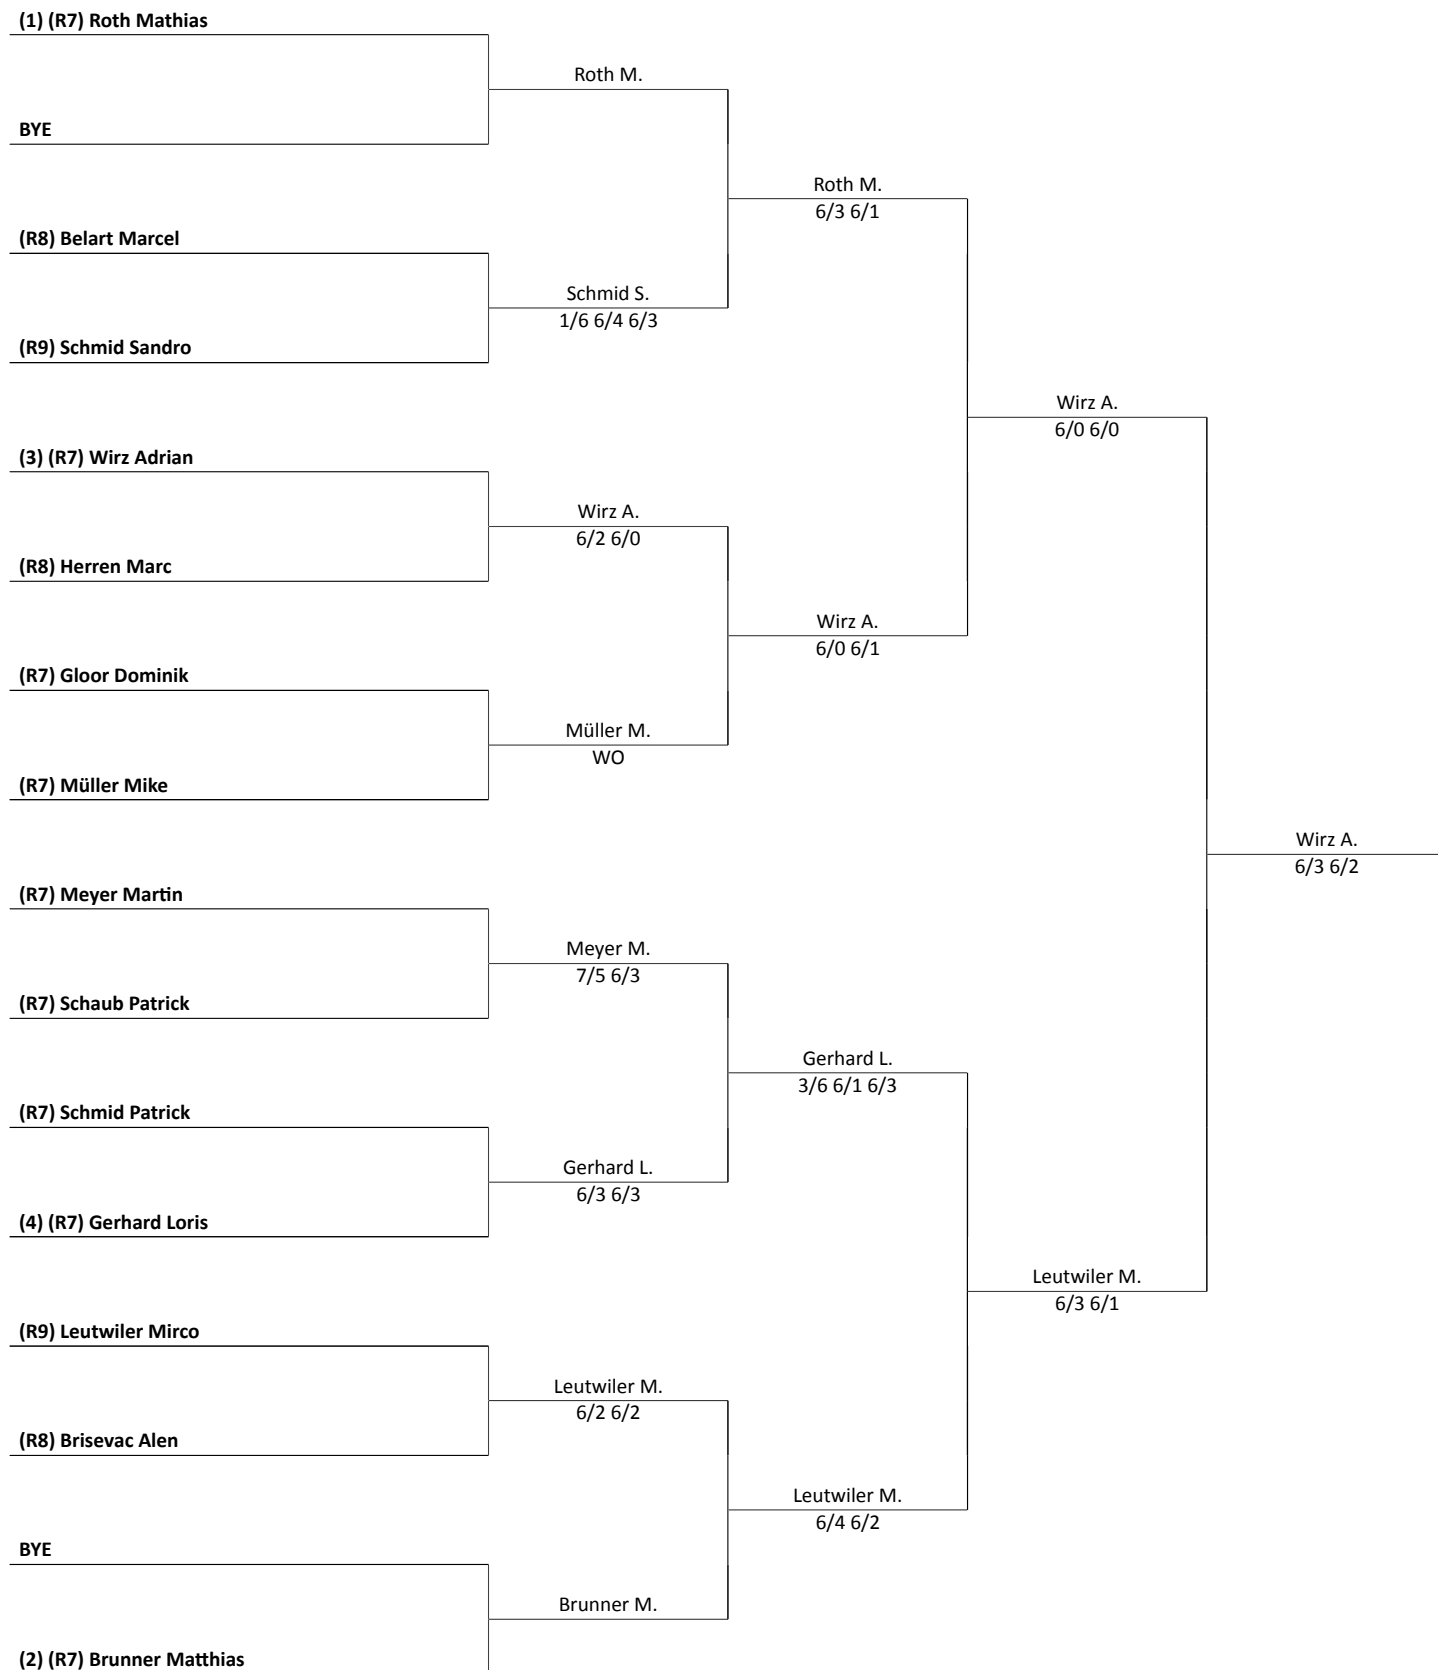 (1) (R7) Roth Mathias
Roth M.
BYE
Roth M.
6/3 6/1
(R8) Belart Marcel
Schmid S.
1/6 6/4 6/3
(R9) Schmid Sandro
Wirz A.
6/0 6/0
(3) (R7) Wirz Adrian
Wirz A.
6/2 6/0
(R8) Herren Marc
Wirz A.
6/0 6/1
(R7) Gloor Dominik
Müller M.
WO
(R7) Müller Mike
Wirz A.
6/3 6/2
(R7) Meyer Martin
Meyer M.
7/5 6/3
(R7) Schaub Patrick
Gerhard L.
3/6 6/1 6/3
(R7) Schmid Patrick
Gerhard L.
6/3 6/3
(4) (R7) Gerhard Loris
Leutwiler M.
6/3 6/1
(R9) Leutwiler Mirco
Leutwiler M.
6/2 6/2
(R8) Brisevac Alen
Leutwiler M.
6/4 6/2
BYE
Brunner M.
(2) (R7) Brunner Matthias